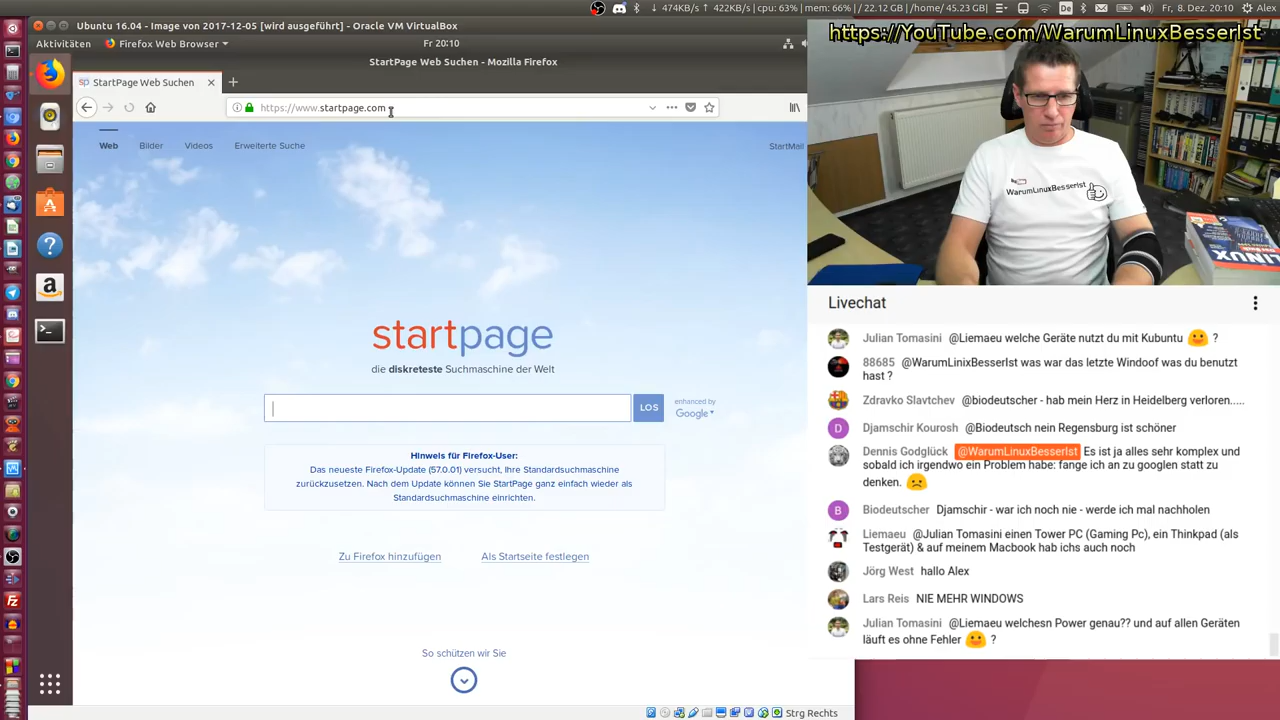 474KB/s 422KB/s cpu: 63% mem: 66% / 22.12 GB /home/45.23 GB De Fr, 8. Dez. 20:10 Alex
Ubuntu 16.04 - Image von 2017-12-05 [wird ausgeführt] - Oracle VM VirtualBox
https://YouTube.com/WarumLinuxBesserIst
Aktivitäten Firefox Web Browser Fr 20:10
StartPage Web Suchen - Mozilla Firefox
sp StartPage Web Suchen
https://www.startpage.com
Web Bilder Videos Erweiterte Suche StartMail
WarumLinuxBesserIst
LINUX
startpage
die diskreteste Suchmaschine der Welt
LOS
enhanced by
Google
Hinweis für Firefox-User:
Das neueste Firefox-Update (57.0.01) versucht, Ihre Standardsuchmaschine
zurückzusetzen. Nach dem Update können Sie StartPage ganz einfach wieder als
Standardsuchmaschine einrichten.
Zu Firefox hinzufügen Als Startseite festlegen
So schützen wir Sie
Livechat
Julian Tomasini @Liemaeu welche Geräte nutzt du mit Kubuntu ?
88685 @WarumLinixBesserIst was war das letzte Windoof was du benutzt
hast ?
Zdravko Slavtchev @biodeutscher - hab mein Herz in Heidelberg verloren.....
D Djamschir Kourosh @Biodeutsch nein Regensburg ist schöner
Dennis Godglück @WarumLinuxBesserIst Es ist ja alles sehr komplex und
sobald ich irgendwo ein Problem habe: fange ich an zu googlen statt zu
denken.
B Biodeutscher Djamschir - war ich noch nie - werde ich mal nachholen
Liemaeu @Julian Tomasini einen Tower PC (Gaming Pc), ein Thinkpad (als
Testgerät) & auf meinem Macbook hab ichs auch noch
Jörg West hallo Alex
Lars Reis NIE MEHR WINDOWS
Julian Tomasini @Liemaeu welchesn Power genau?? und auf allen Geräten
läuft es ohne Fehler ?
Strg Rechts